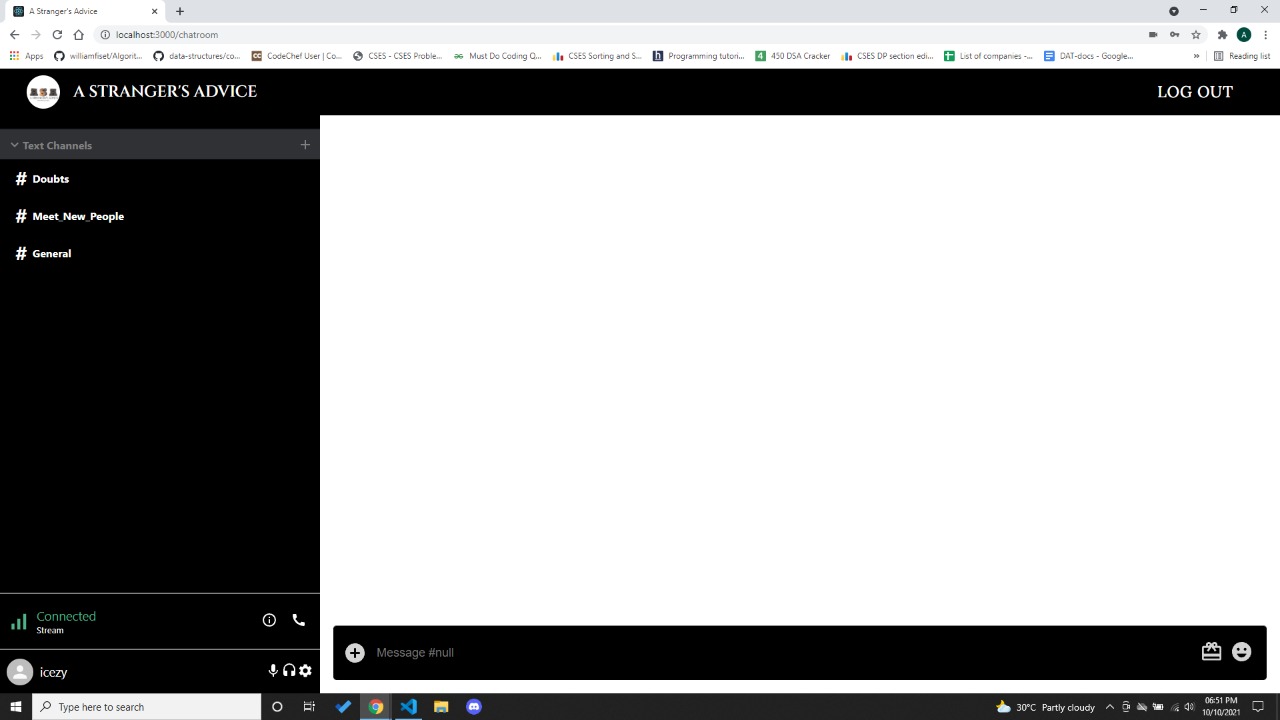 A Stranger's Advice
localhost:3000/chatroom
A
Apps
williamfiset/Algorit...
data-structures/co...
CodeChef User | Co...
CSES - CSES Proble...
Must Do Coding Q...
CSES Sorting and S...
Programming tutori...
450 DSA Cracker
CSES DP section edi...
List of companies -...
DAT-docs - Google...
»
Reading list
A STRANGER'S ADVICE
LOG OUT
Text Channels
# Doubts
# Meet_New_People
# General
Connected
Stream
icezy
Message #null
Type here to search
30°C Partly cloudy
06:51 PM
10/10/2021